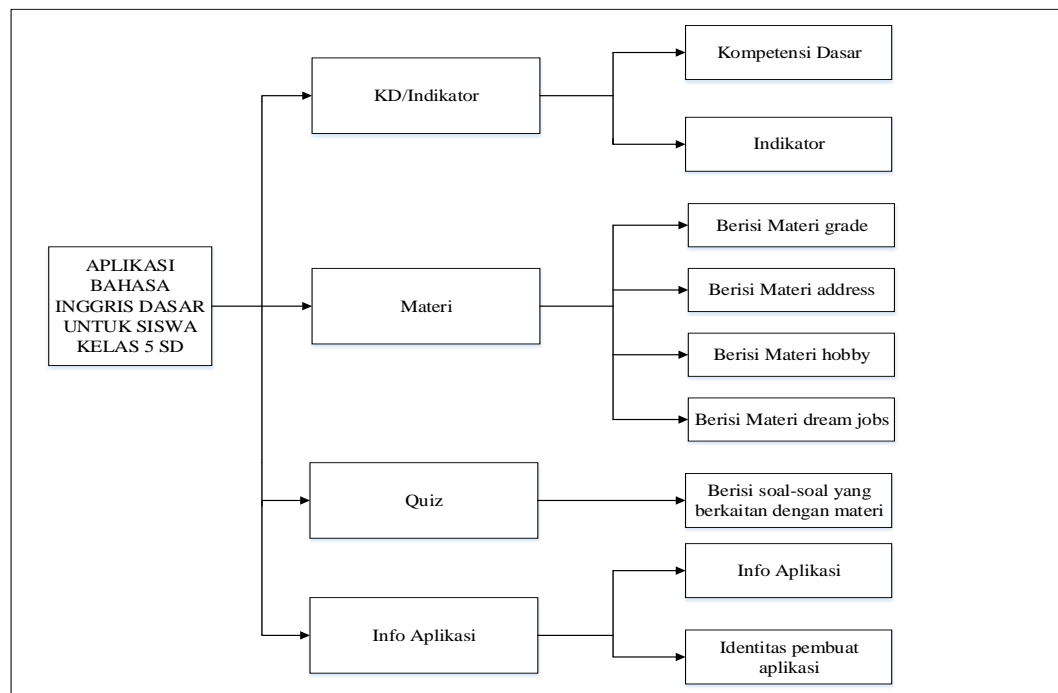 APLIKASI
BAHASA
INGGRIS DASAR
UNTUK SISWA
KELAS 5 SD
KD/Indikator
Kompetensi Dasar
Indikator
Materi
Berisi Materi grade
Berisi Materi address
Berisi Materi hobby
Berisi Materi dream jobs
Quiz
Berisi soal-soal yang
berkaitan dengan materi
Info Aplikasi
Info Aplikasi
Identitas pembuat
aplikasi